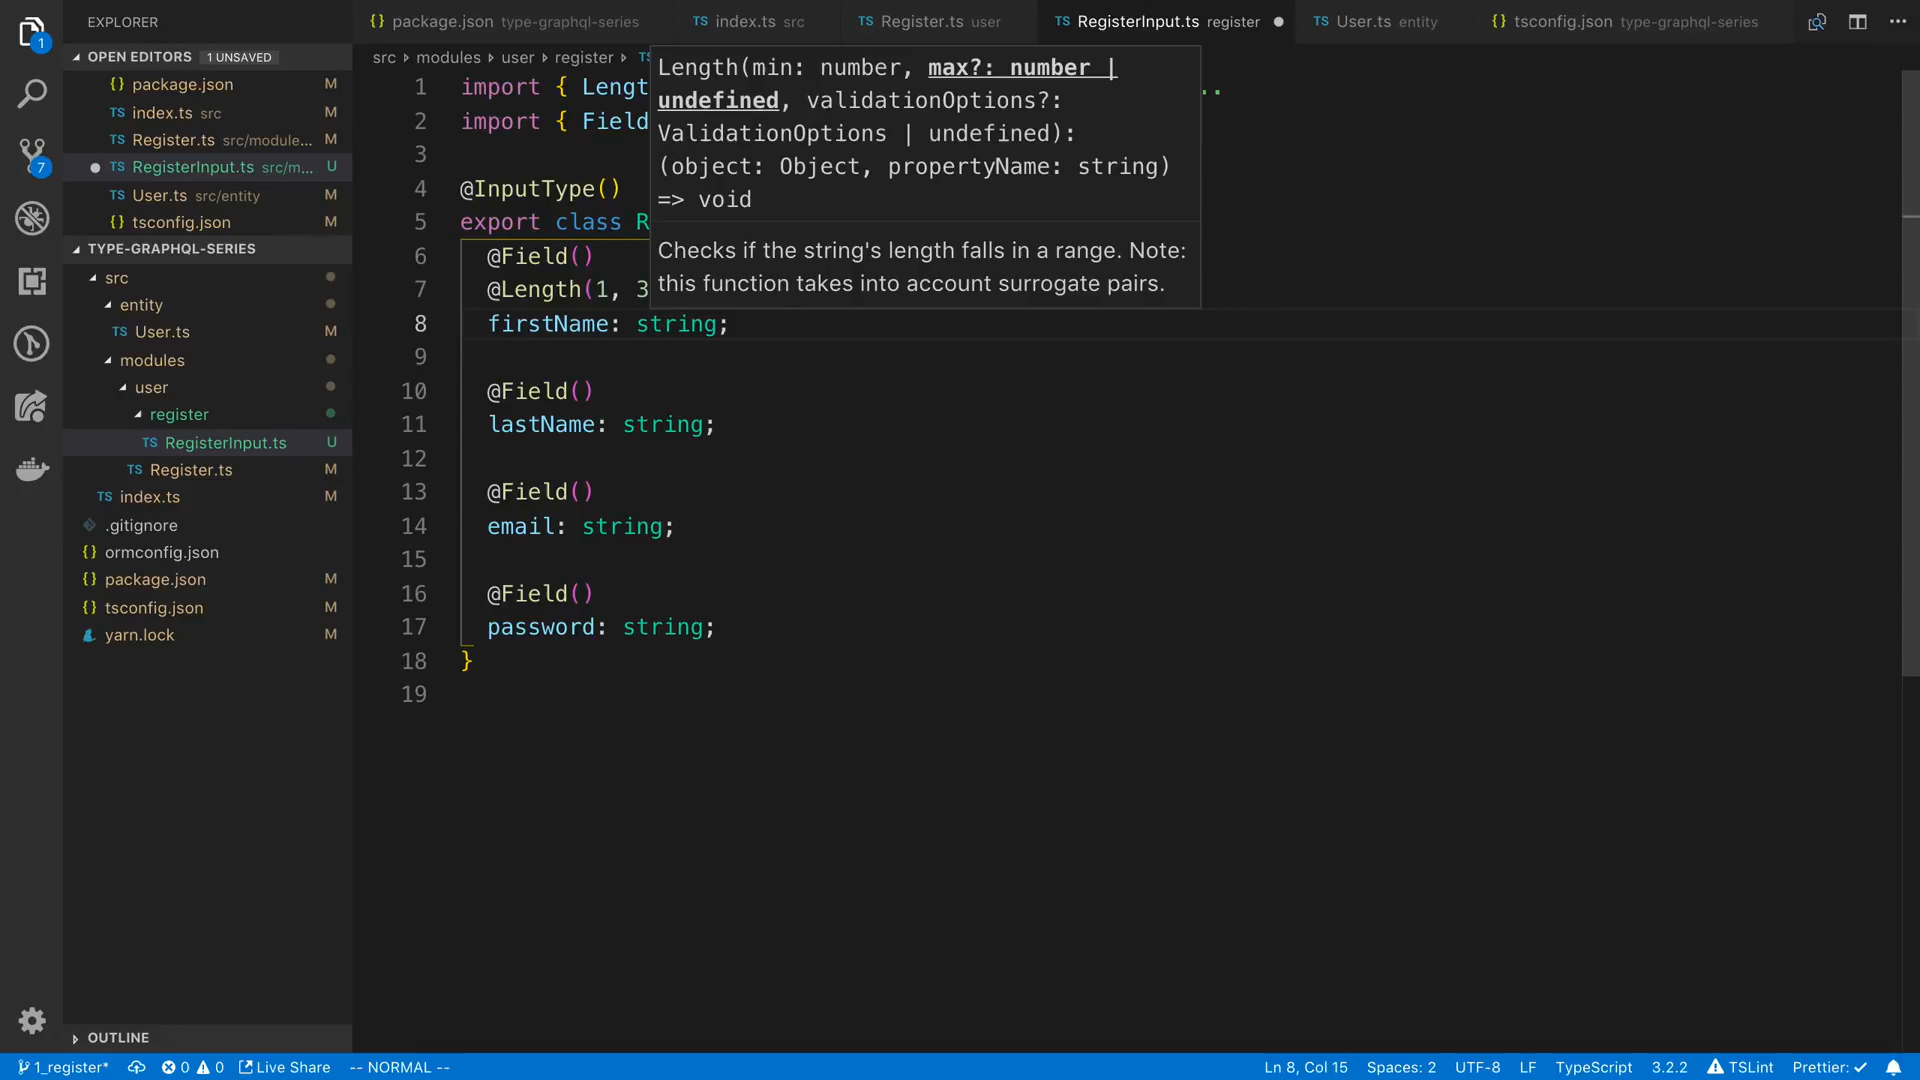 EXPLORER
OPEN EDITORS 1 UNSAVED
{} package.json M
TS index.ts src M
TS Register.ts src/module... M
TS RegisterInput.ts src/m... U
TS User.ts src/entity M
{} tsconfig.json M
TYPE-GRAPHQL-SERIES
src
entity
TS User.ts M
modules
user
register
TS RegisterInput.ts U
TS Register.ts M
TS index.ts M
.gitignore
{} ormconfig.json
{} package.json M
{} tsconfig.json M
yarn.lock M
OUTLINE
1
7
{} package.json type-graphql-series TS index.ts src TS Register.ts user TS RegisterInput.ts register TS User.ts entity {} tsconfig.json type-graphql-series
src modules user register TS
1 import { Lengt ..
2 import { Field
3
4 @InputType()
5 export class R
6 @Field()
7 @Length(1, 3
8 firstName: string;
9
10 @Field()
11 lastName: string;
12
13 @Field()
14 email: string;
15
16 @Field()
17 password: string;
18 }
19
Length(min: number, max?: number |
undefined, validationOptions?:
ValidationOptions | undefined):
(object: Object, propertyName: string)
=> void
Checks if the string's length falls in a range. Note:
this function takes into account surrogate pairs.
1_register* 0 0 Live Share -- NORMAL -- Ln 8, Col 15 Spaces: 2 UTF-8 LF TypeScript 3.2.2 TSLint Prettier: